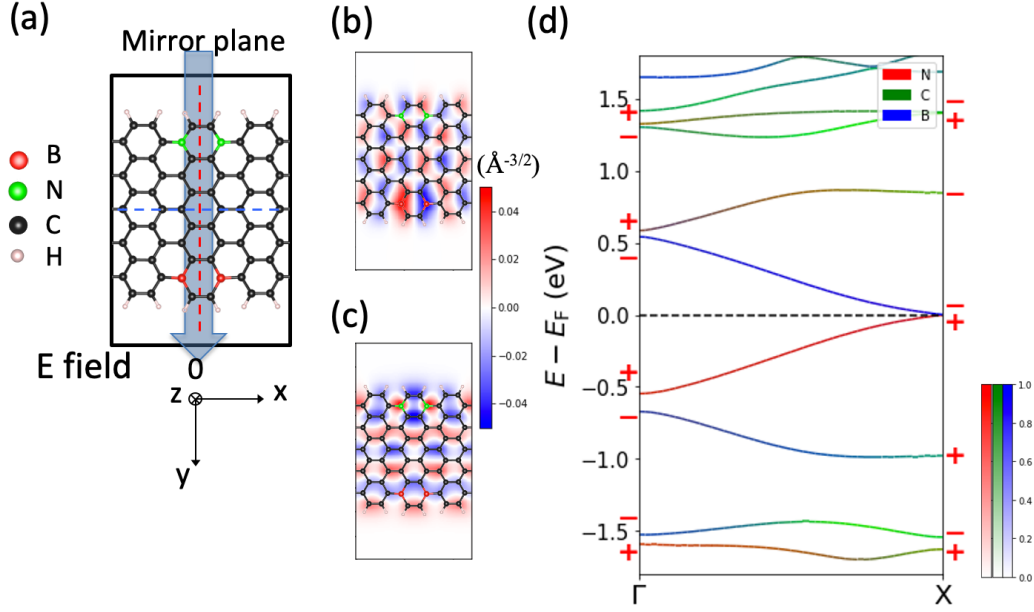 (a)
Mirror plane
B
N
C
H
E field
0
z
x
y
(b)
(Å-3/2)
0.04
0.02
0.00
−0.02
−0.04
(c)
(d)
N
C
B
E − EF (eV)
1.5
1.0
0.5
0.0
−0.5
−1.0
−1.5
Γ
X
+
−
+
−
+
−
−
+
−
+
−
+
+
−
+
−
+
1.0
0.8
0.6
0.4
0.2
0.0